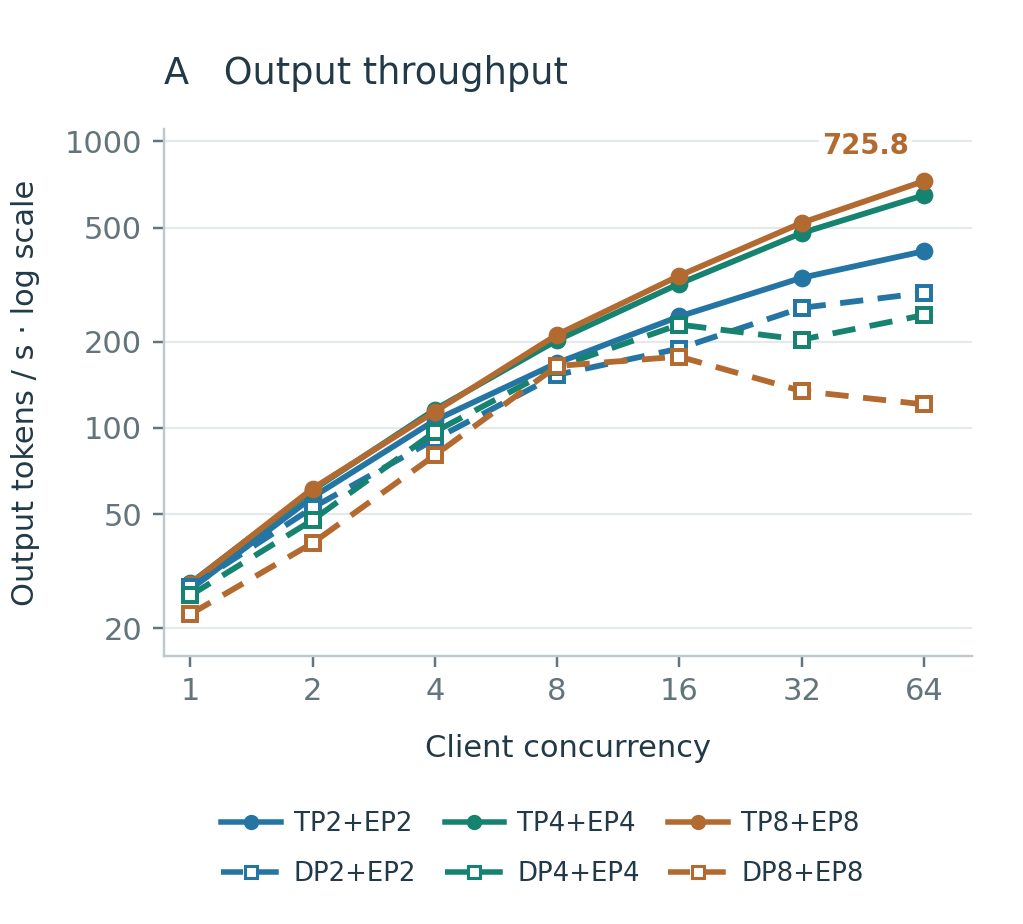 A Output throughput
Output tokens / s · log scale
1000
500
200
100
50
20
725.8
1 2 4 8 16 32 64
Client concurrency
TP2+EP2 TP4+EP4 TP8+EP8
DP2+EP2 DP4+EP4 DP8+EP8